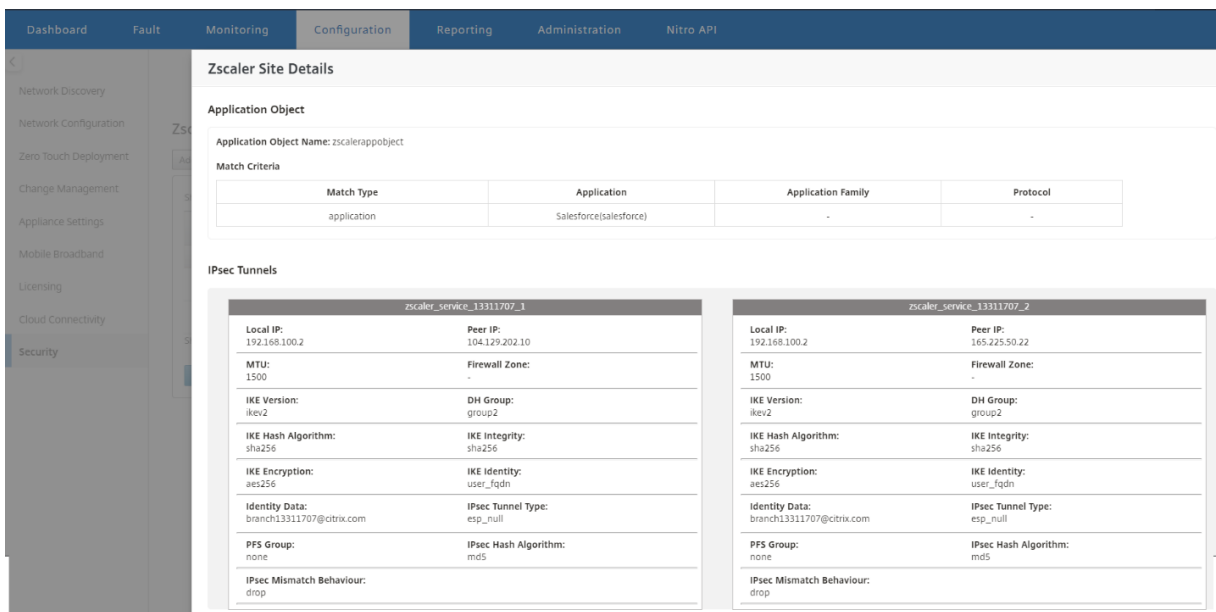 Dashboard Fault Monitoring Configuration Reporting Administration Nitro API
Zscaler Site Details
Network Discovery
Network Configuration
Zero Touch Deployment
Change Management
Appliance Settings
Mobile Broadband
Licensing
Cloud Connectivity
Security
Application Object
Application Object Name: zscalerappobject
Match Criteria
Match Type Application Application Family Protocol
application Salesforce(salesforce) - -
IPsec Tunnels
zscaler_service_13311707_1
Local IP: Peer IP:
192.168.100.2 104.129.202.10
MTU: Firewall Zone:
1500 -
IKE Version: DH Group:
ikev2 group2
IKE Hash Algorithm: IKE Integrity:
sha256 sha256
IKE Encryption: IKE Identity:
aes256 user_fqdn
Identity Data: IPsec Tunnel Type:
branch13311707@citrix.com esp_null
PFS Group: IPsec Hash Algorithm:
none md5
IPsec Mismatch Behaviour:
drop
zscaler_service_13311707_2
Local IP: Peer IP:
192.168.100.2 165.225.50.22
MTU: Firewall Zone:
1500 -
IKE Version: DH Group:
ikev2 group2
IKE Hash Algorithm: IKE Integrity:
sha256 sha256
IKE Encryption: IKE Identity:
aes256 user_fqdn
Identity Data: IPsec Tunnel Type:
branch13311707@citrix.com esp_null
PFS Group: IPsec Hash Algorithm:
none md5
IPsec Mismatch Behaviour:
drop